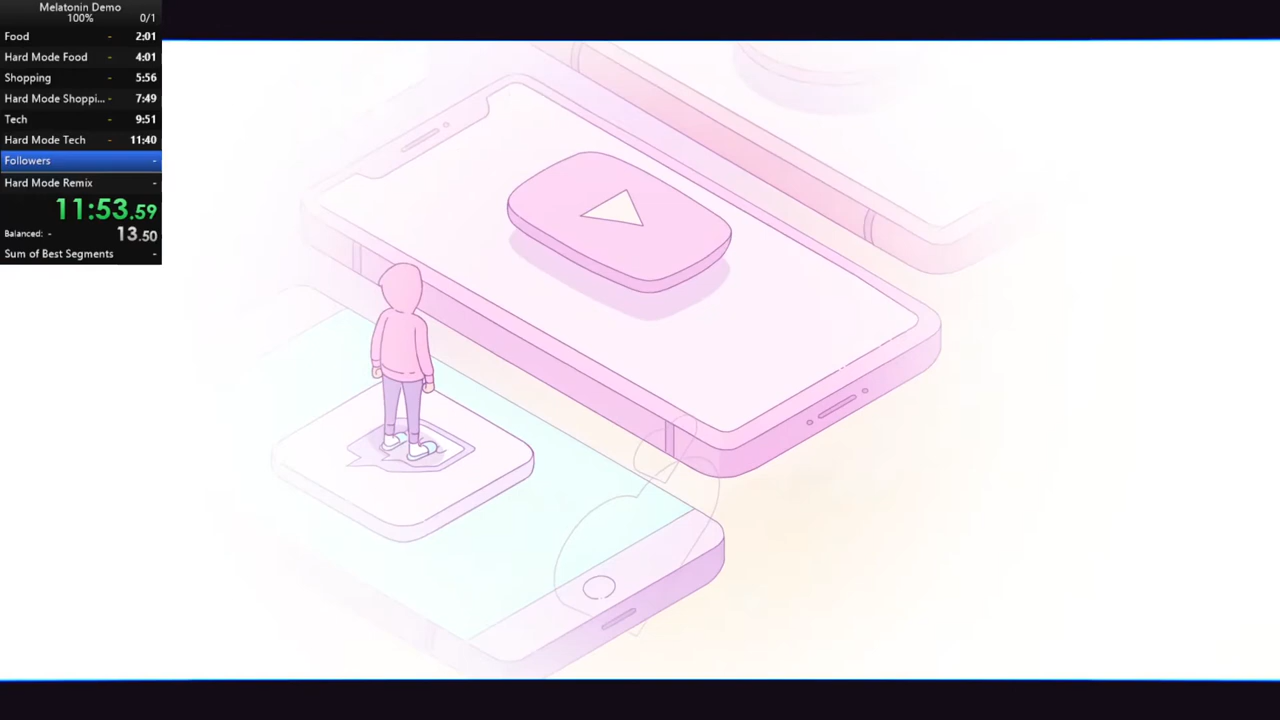 Melatonin Demo
100% 0/1
Food - 2:01
Hard Mode Food - 4:01
Shopping - 5:56
Hard Mode Shoppi... - 7:49
Tech - 9:51
Hard Mode Tech - 11:40
Followers -
Hard Mode Remix -
11:53.59
Balanced: - 13.50
Sum of Best Segments -